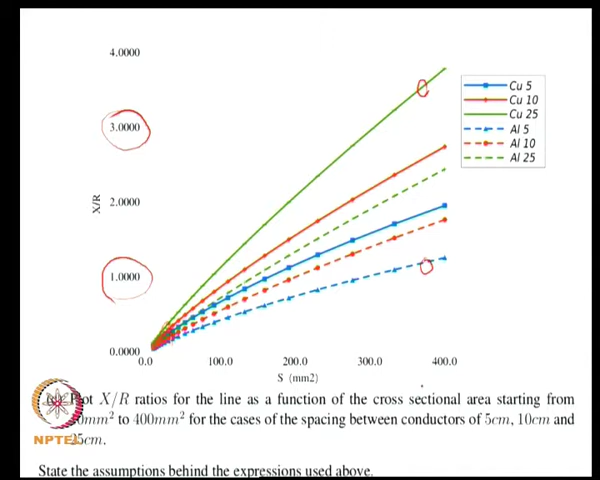 4.0000
3.0000
2.0000
1.0000
0.0000
X/R
0.0
100.0
200.0
300.0
400.0
S (mm2)
Cu 5
Cu 10
Cu 25
Al 5
Al 10
Al 25
ot X/R ratios for the line as a function of the cross sectional area starting from
0mm² to 400mm² for the cases of the spacing between conductors of 5cm, 10cm and
25cm.
NPTEL
State the assumptions behind the expressions used above.